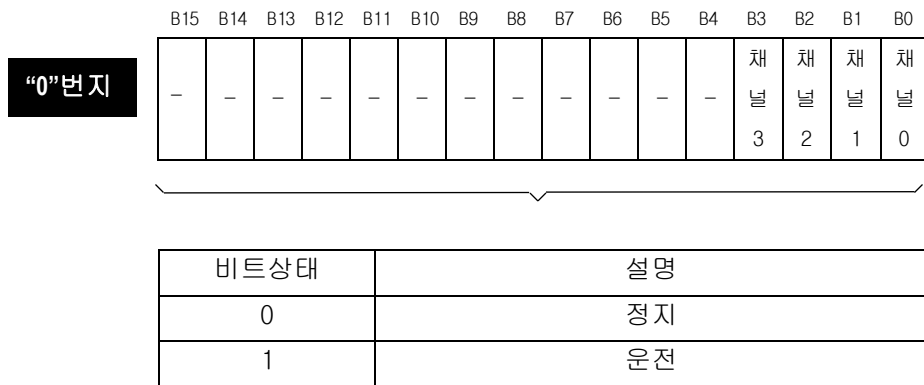 B15 B14 B13 B12 B11 B10 B9 B8 B7 B6 B5 B4 B3 B2 B1 B0
“0”번지
– – – – – – – – – – – – 채널3 채널2 채널1 채널0
비트상태 설명
0 정지
1 운전